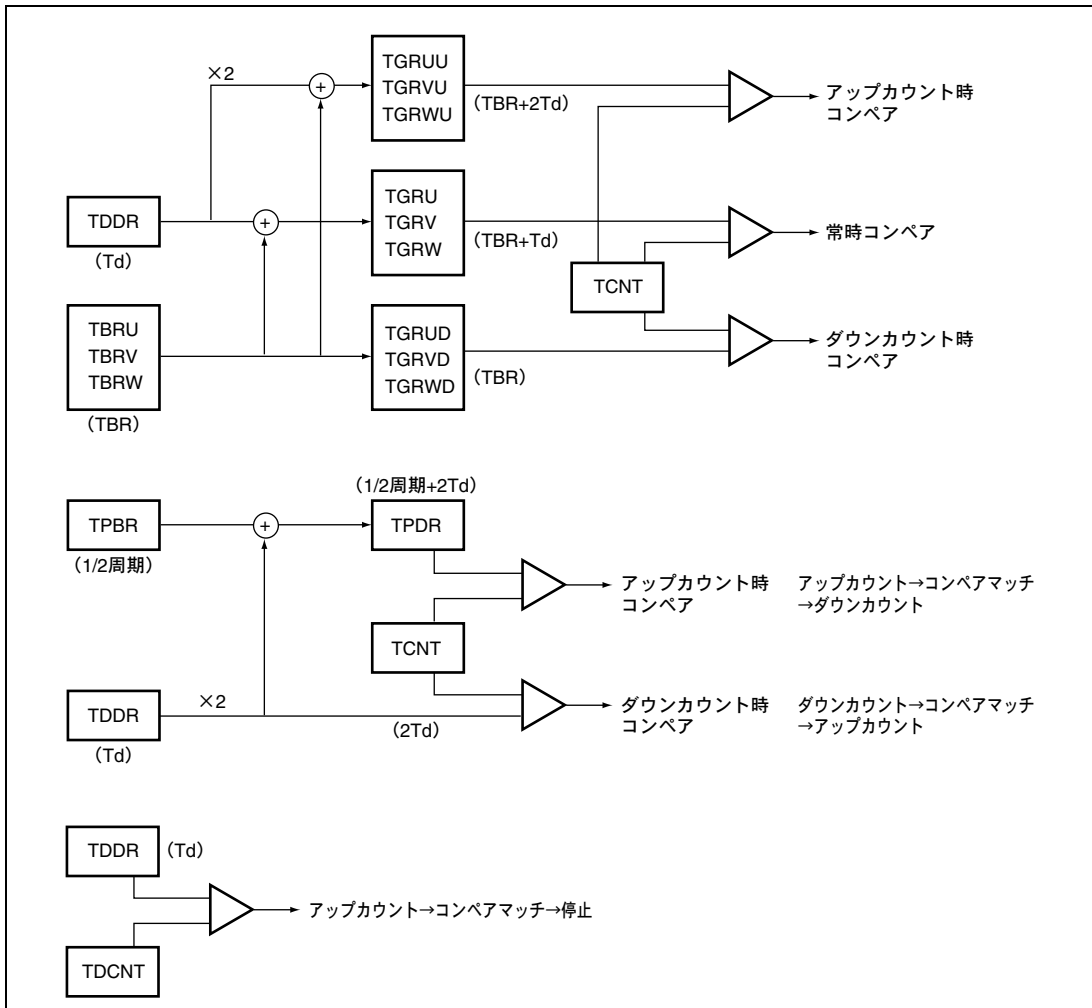 ×2
+
TGRUU
TGRVU
TGRWU
(TBR+2Td)
アップカウント時
コンペア
TDDR
(Td)
+
TGRU
TGRV
TGRW
(TBR+Td)
常時コンペア
TCNT
TBRU
TBRV
TBRW
(TBR)
TGRUD
TGRVD
TGRWD
(TBR)
ダウンカウント時
コンペア
(1/2周期+2Td)
TPBR
(1/2周期)
+
TPDR
アップカウント時
コンペア
アップカウント→コンペアマッチ
→ダウンカウント
TCNT
TDDR
(Td)
×2
(2Td)
ダウンカウント時
コンペア
ダウンカウント→コンペアマッチ
→アップカウント
TDDR
(Td)
アップカウント→コンペアマッチ→停止
TDCNT